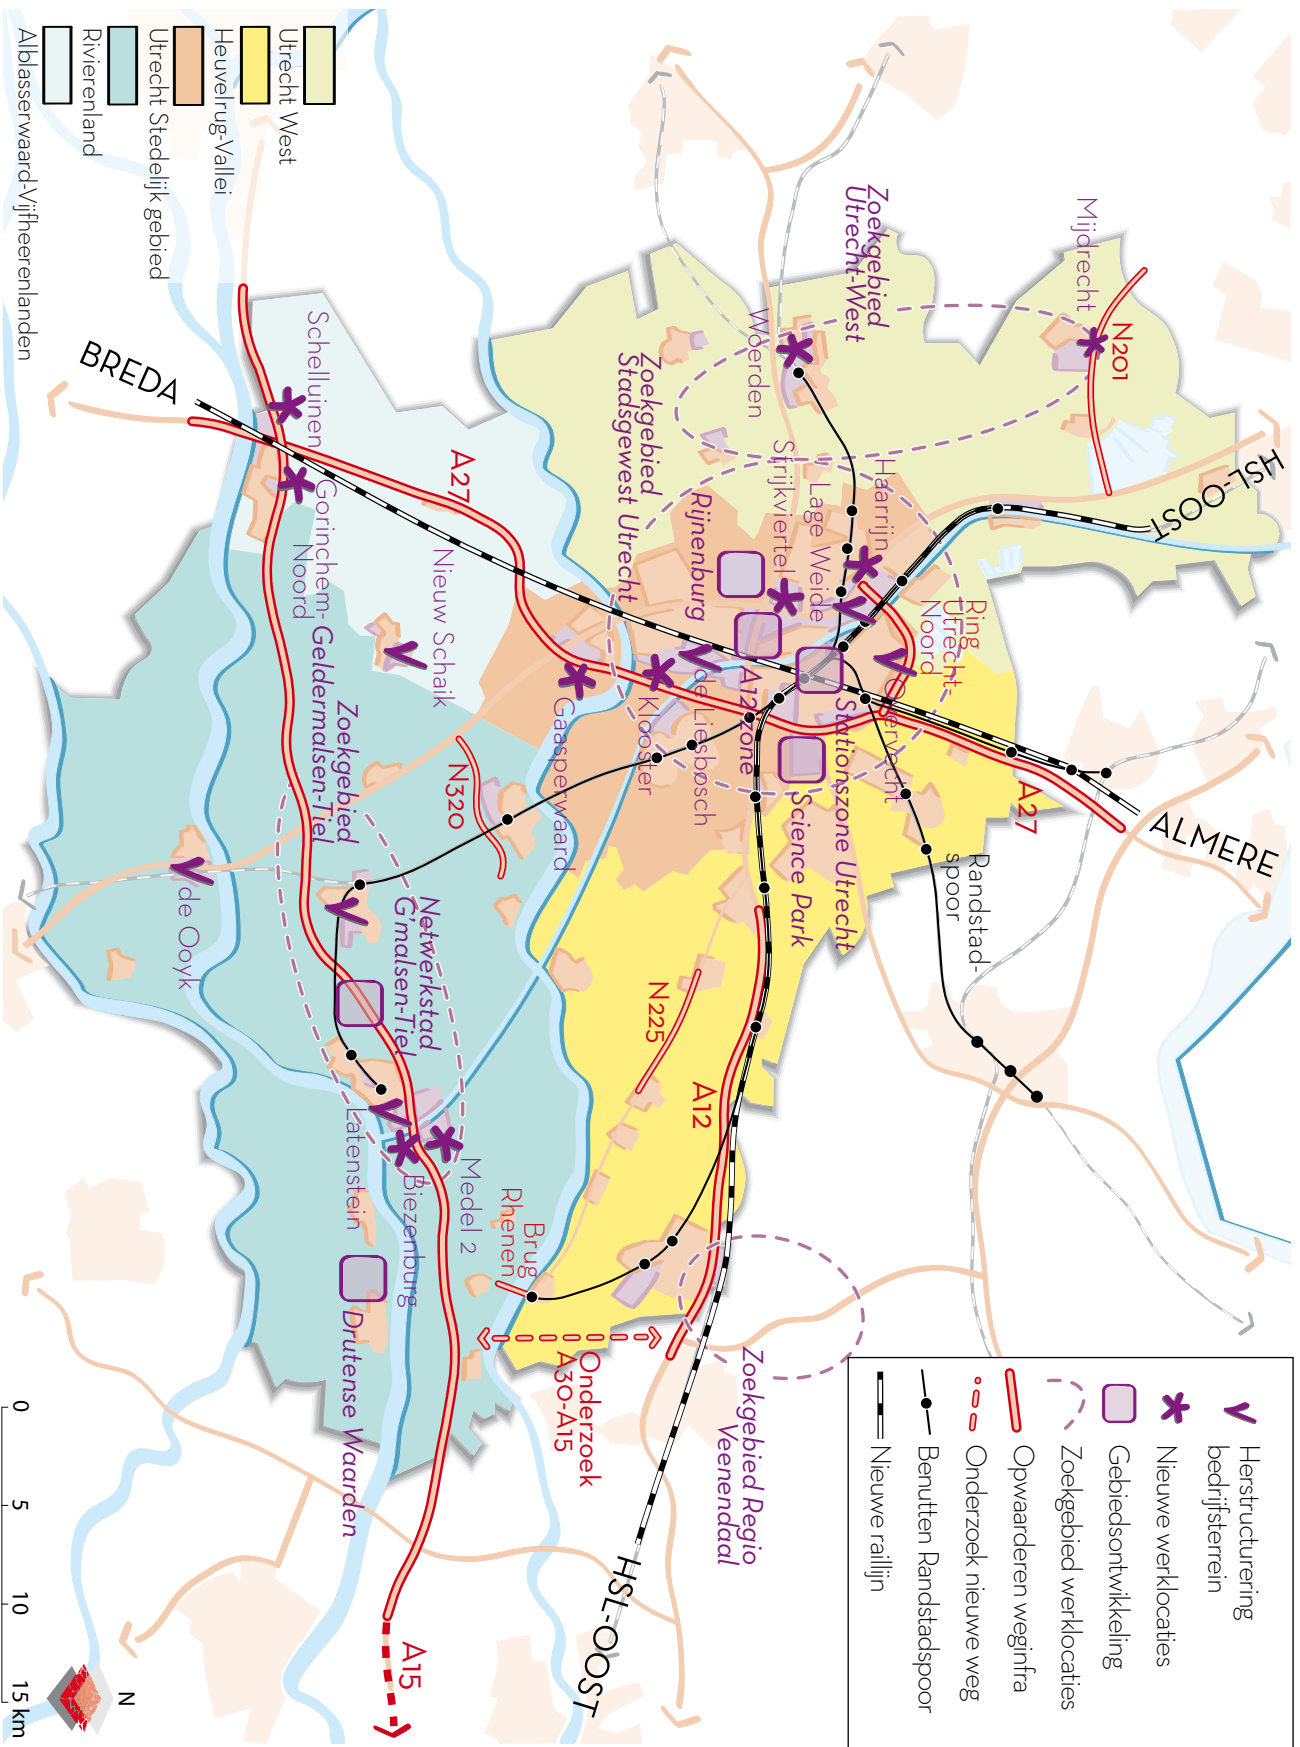 Mijdrecht
N201
HSL-OOST
Zoekgebied
Utrecht-West
Woerden
Haarrijn
Lage Weide
Strijkviertel
Ring
Utrecht
Noord
Overvecht
Zoekgebied
Stadsgewest Utrecht
Rijnenburg
A12 zone
Stationszone Utrecht
Science Park
de Liesbosch
Klooster
Gaasperwaard
A27
ALMERE
Randstad-
spoor
A27
BREDA
Schelluinen
Gorinchem-
Noord
Nieuw Schaik
N320
N225
A12
Zoekgebied
Geldermalsen-Tiel
Netwerkstad
G'malsen-Tiel
de Ooyk
Latenstein
Biezenburg
Medel 2
Brug
Rhenen
Onderzoek
A30-A15
Zoekgebied Regio
Veenendaal
Drutense Waarden
HSL-OOST
A15
Herstructurering
bedrijfsterrein
Nieuwe werklocaties
Gebiedsontwikkeling
Zoekgebied werklocaties
Opwaarderen weginfra
Onderzoek nieuwe weg
Benutten Randstadspoor
Nieuwe raillijn
Utrecht West
Heuvelrug-Vallei
Utrecht Stedelijk gebied
Rivierenland
Alblasserwaard-Vijfheerenlanden
0 5 10 15 km
N